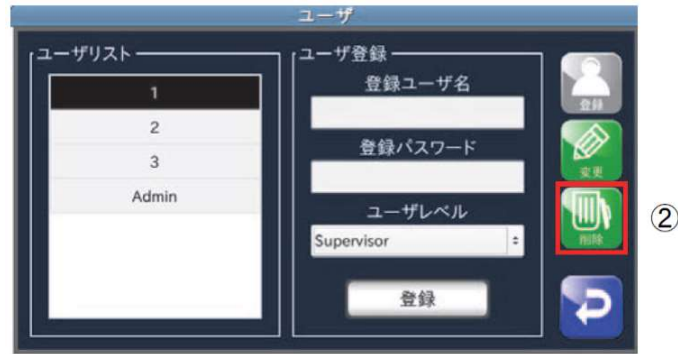 ユーザ
ユーザリスト
1
2
3
Admin
ユーザ登録
登録ユーザ名
登録パスワード
ユーザレベル
Supervisor
登録
登録
変更
削除
②